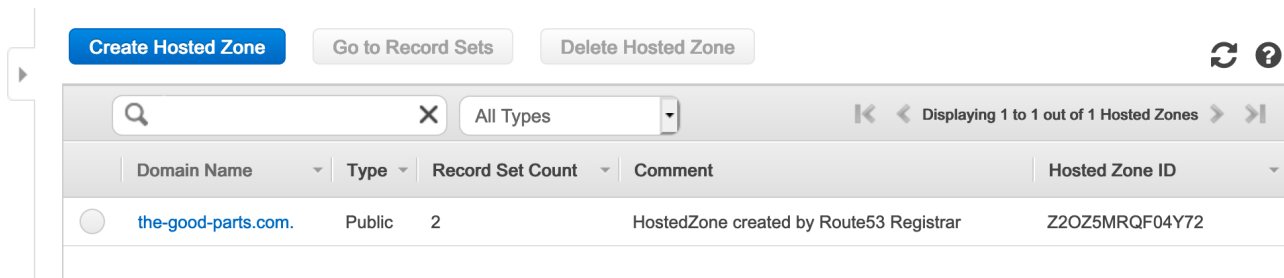 Create Hosted Zone Go to Record Sets Delete Hosted Zone
All Types Displaying 1 to 1 out of 1 Hosted Zones
Domain Name Type Record Set Count Comment Hosted Zone ID
the-good-parts.com. Public 2 HostedZone created by Route53 Registrar Z2OZ5MRQF04Y72